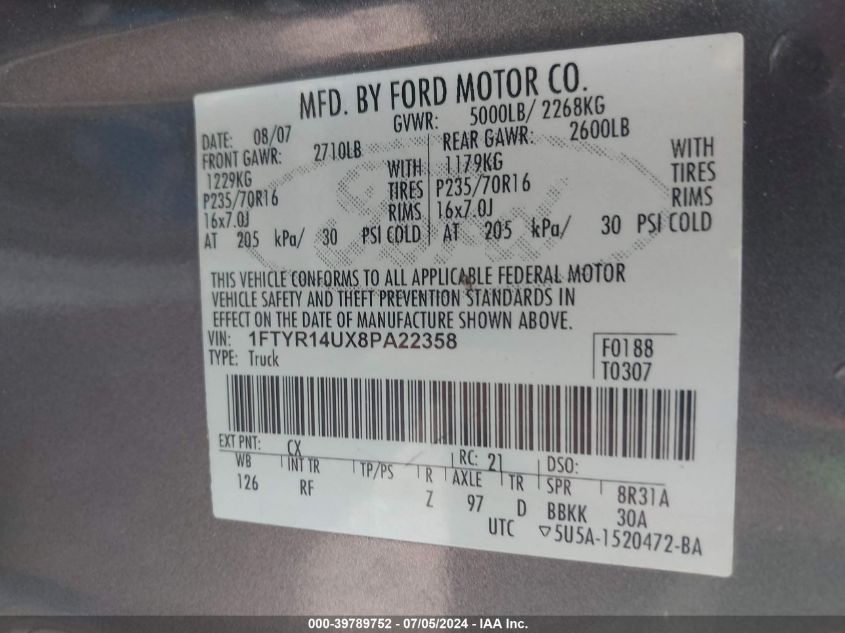 MFD. BY FORD MOTOR CO.
DATE: 08/07 GVWR: 5000LB/ 2268KG
FRONT GAWR: 2710LB REAR GAWR: 2600LB
1229KG WITH 1179KG WITH
P235/70R16 TIRES P235/70R16 TIRES
16x7.0J RIMS 16x7.0J RIMS
AT 205 kPa/ 30 PSI COLD AT 205 kPa/ 30 PSI COLD
THIS VEHICLE CONFORMS TO ALL APPLICABLE FEDERAL MOTOR
VEHICLE SAFETY AND THEFT PREVENTION STANDARDS IN
EFFECT ON THE DATE OF MANUFACTURE SHOWN ABOVE.
VIN: 1FTYR14UX8PA22358 F0188
TYPE: Truck T0307
EXT PNT: CX RC: 21 DSO:
WB INT TR TP/PS R AXLE TR SPR 8R31A
126 RF Z 97 D BBKK 30A
UTC ▽5U5A-1520472-BA
000-39789752 - 07/05/2024 - IAA Inc.